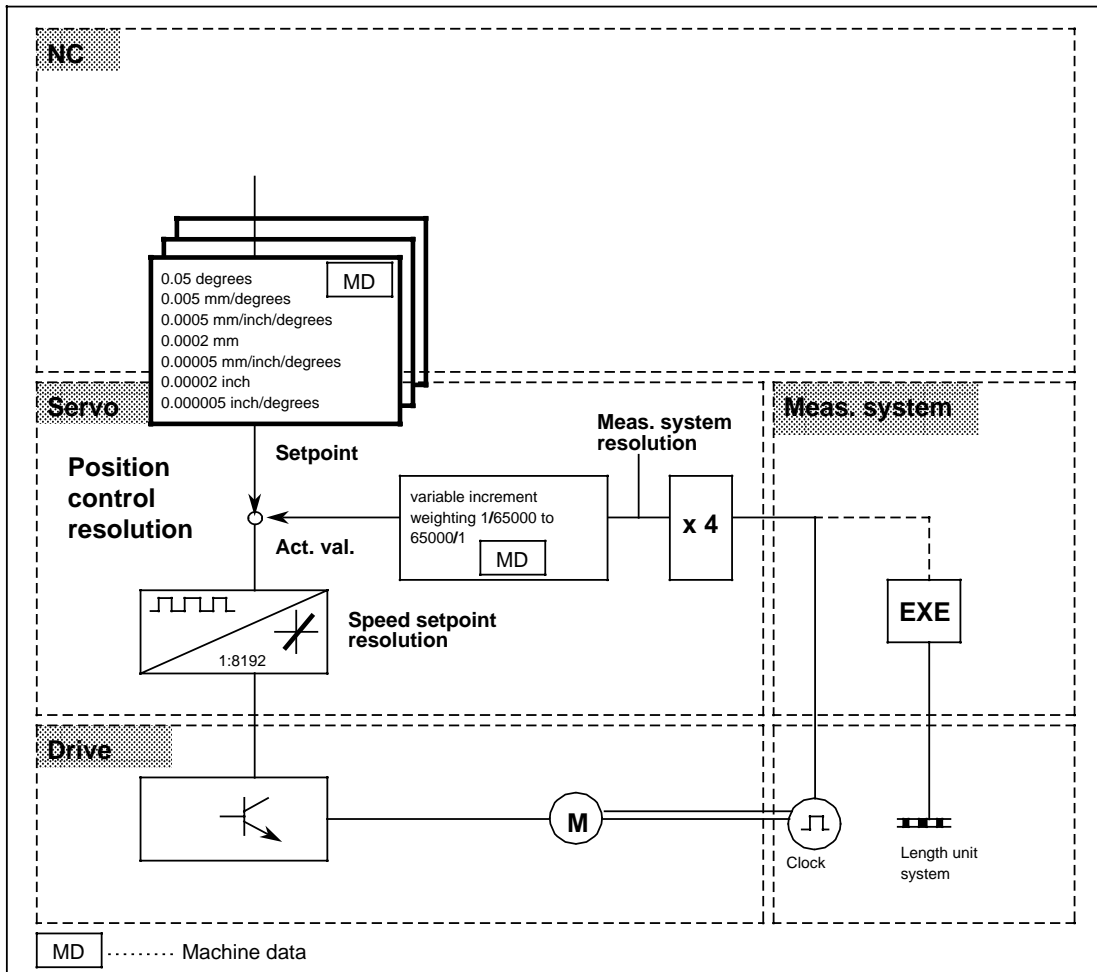 NC
0.05 degrees
MD
0.005 mm/degrees
0.0005 mm/inch/degrees
0.0002 mm
0.00005 mm/inch/degrees
0.00002 inch
0.000005 inch/degrees
Servo
Meas. system
Meas. system
resolution
Setpoint
Position
control
resolution
variable increment
weighting 1/65000 to
65000/1
MD
x 4
Act. val.
EXE
Speed setpoint
resolution
1:8192
Drive
M
Clock
Length unit
system
MD ........ Machine data